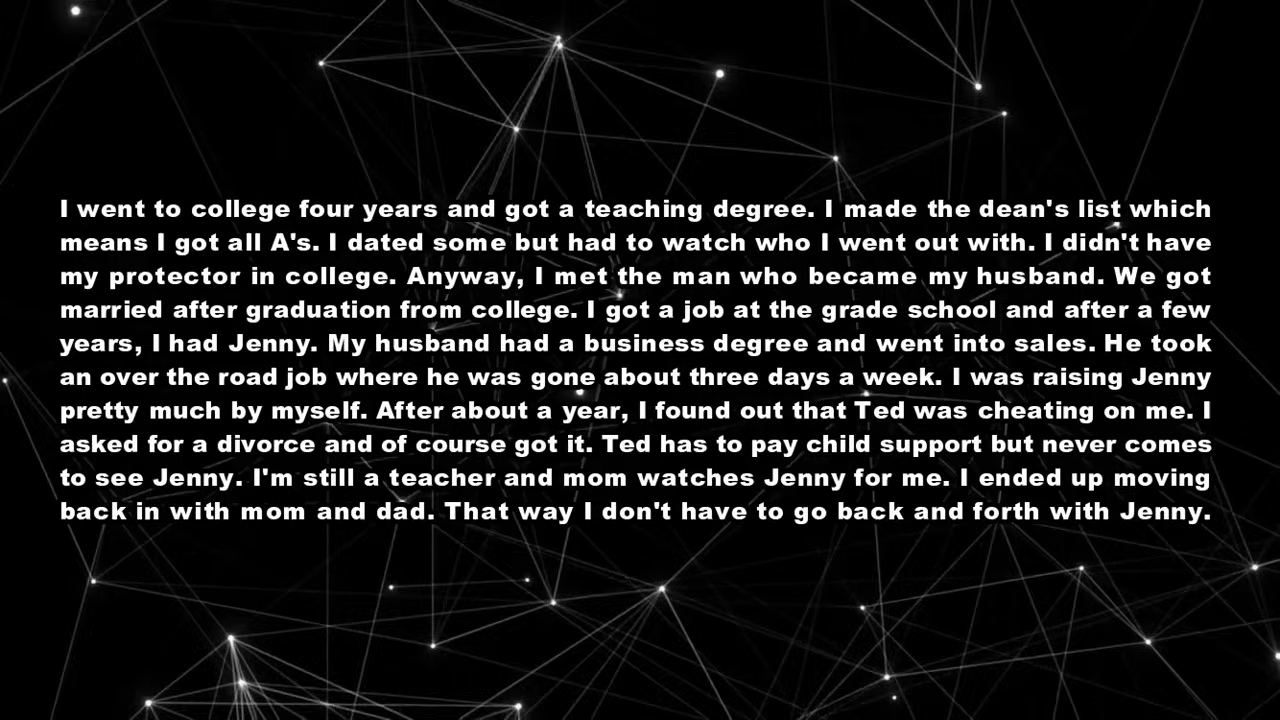 I went to college four years and got a teaching degree. I made the dean's list which
means I got all A's. I dated some but had to watch who I went out with. I didn't have
my protector in college. Anyway, I met the man who became my husband. We got
married after graduation from college. I got a job at the grade school and after a few
years, I had Jenny. My husband had a business degree and went into sales. He took
an over the road job where he was gone about three days a week. I was raising Jenny
pretty much by myself. After about a year, I found out that Ted was cheating on me. I
asked for a divorce and of course got it. Ted has to pay child support but never comes
to see Jenny. I'm still a teacher and mom watches Jenny for me. I ended up moving
back in with mom and dad. That way I don't have to go back and forth with Jenny.